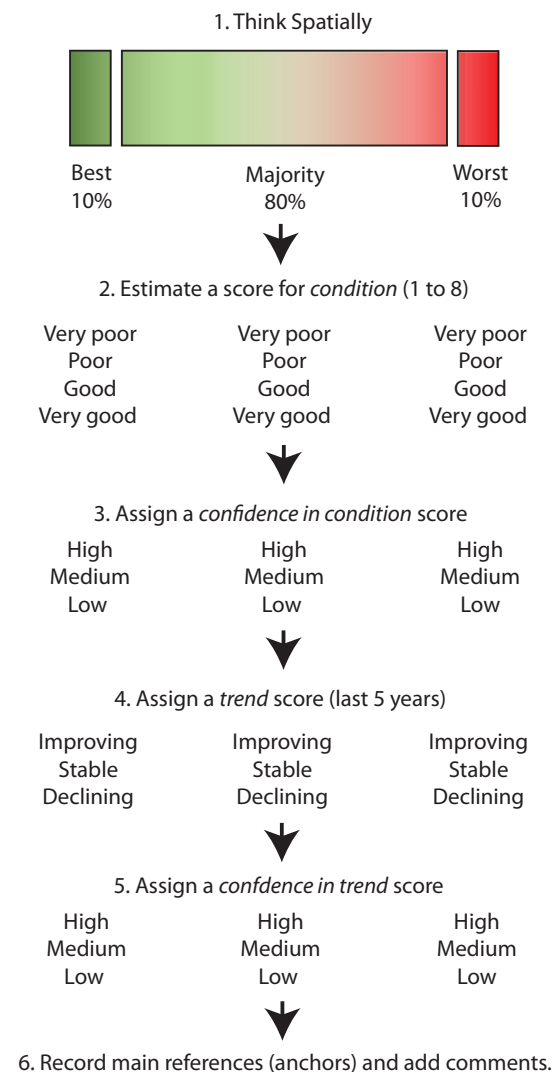 1. Think Spatially
Best Majority Worst
10% 80% 10%
2. Estimate a score for condition (1 to 8)
Very poor Very poor Very poor
Poor Poor Poor
Good Good Good
Very good Very good Very good
3. Assign a confidence in condition score
High High High
Medium Medium Medium
Low Low Low
4. Assign a trend score (last 5 years)
Improving Improving Improving
Stable Stable Stable
Declining Declining Declining
5. Assign a confdence in trend score
High High High
Medium Medium Medium
Low Low Low
6. Record main references (anchors) and add comments.